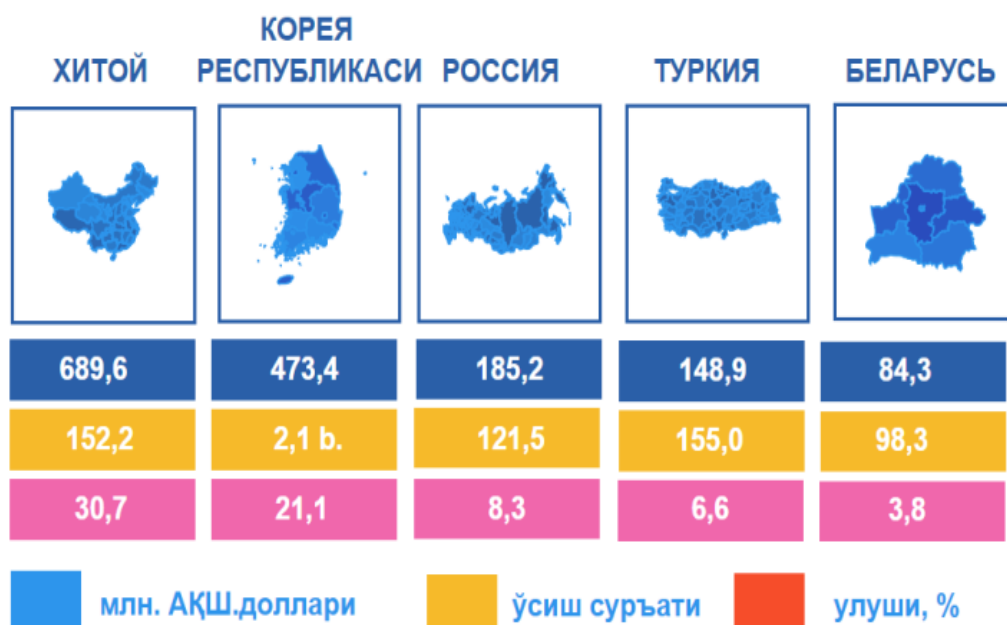 ХИТОЙ
КОРЕЯ
РЕСПУБЛИКАСИ
РОССИЯ
ТУРКИЯ
БЕЛАРУСЬ
689,6 473,4 185,2 148,9 84,3
152,2 2,1 b. 121,5 155,0 98,3
30,7 21,1 8,3 6,6 3,8
млн. АҚШ.доллари ўсиш суръати улуши, %